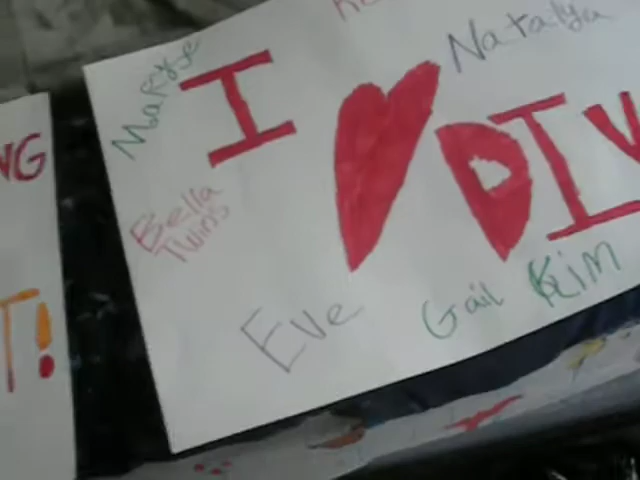 NG
T!
Maryse
Natalya
I ♥ DIV
Bella
Twins
Eve
Gail Kim